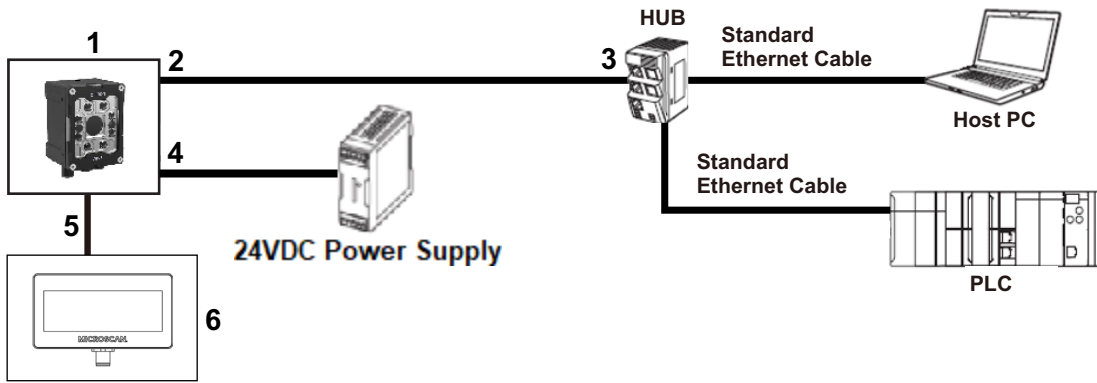 HUB
1
2
3
Standard
Ethernet Cable
Host PC
4
Standard
Ethernet Cable
5
24VDC Power Supply
PLC
6
MICROSCAN.